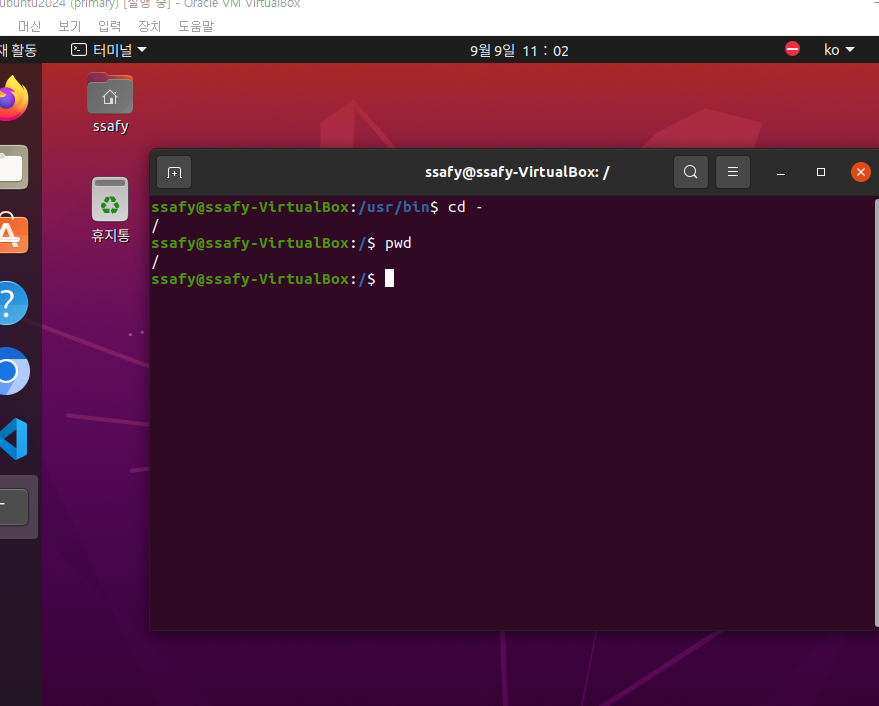 ubuntu2024 (primary) [실행 중] - Oracle VM VirtualBox
머신 보기 입력 장치 도움말
재 활동 터미널 9월 9일 11 : 02 ko
ssafy
휴지통
ssafy@ssafy-VirtualBox: /
ssafy@ssafy-VirtualBox:/usr/bin$ cd -
/
ssafy@ssafy-VirtualBox:/$ pwd
/
ssafy@ssafy-VirtualBox:/$